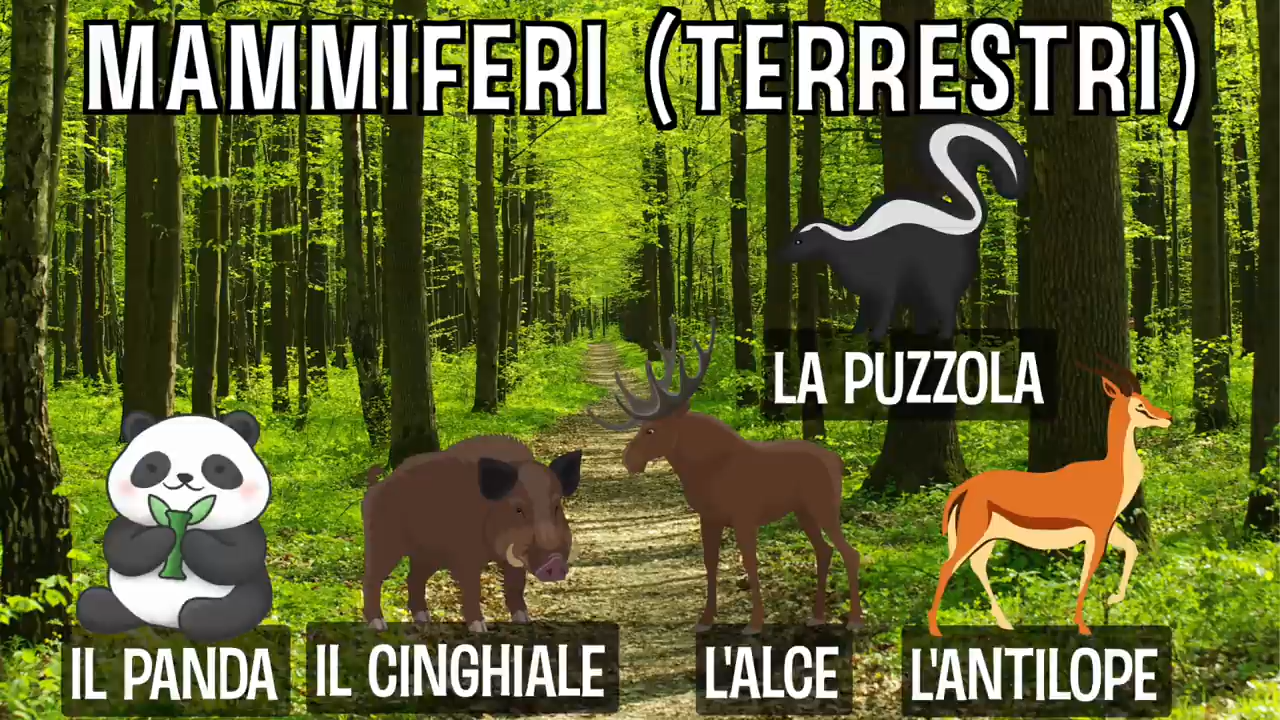 MAMMIFERI (TERRESTRI)
LA PUZZOLA
IL PANDA
IL CINGHIALE
L'ALCE
L'ANTILOPE